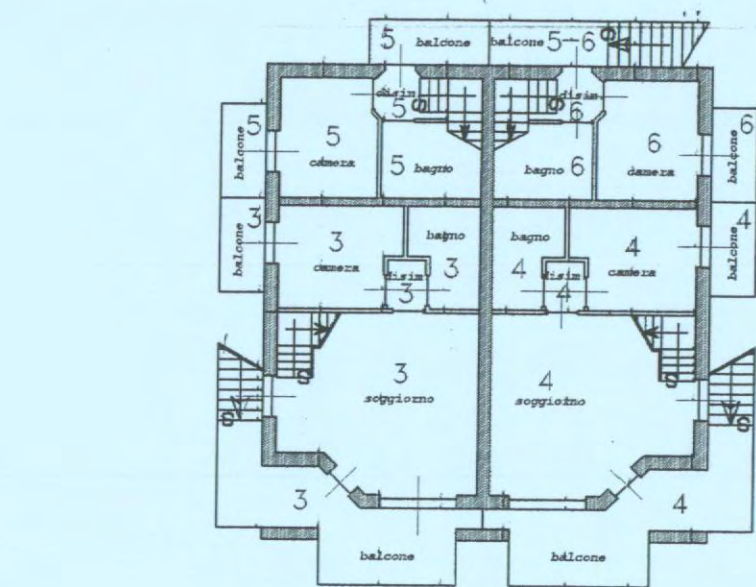 5 balcone balcone 5-6 S
disim disim
5 S S 6
5 5 6 6
balcone 5 camera bagno bagno 6 camera balcone 6
3 bagno bagno 4
balcone 3 camera 3 4 4 camera balcone 4
disim disim
3 4
S S
3 4
S soggiorno soggiorno S
3 4
balcone balcone